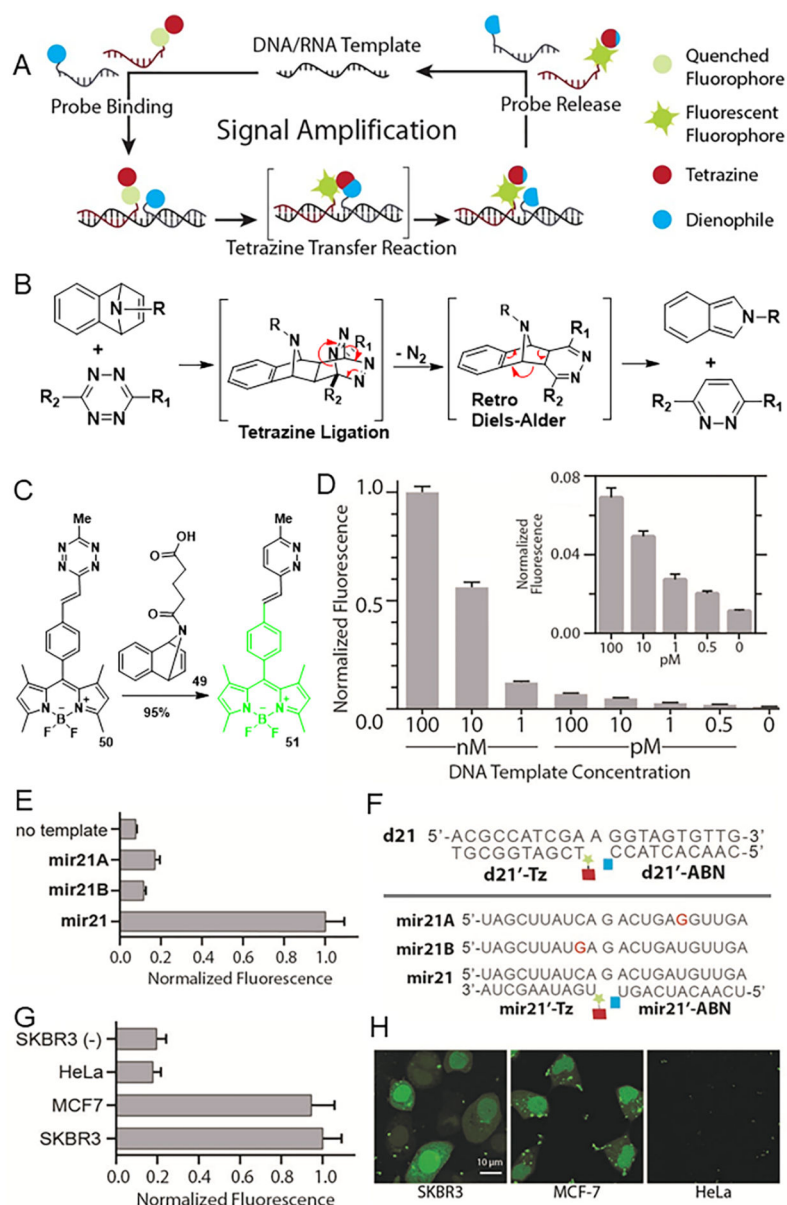 A
DNA/RNA Template
Probe Binding
Probe Release
Signal Amplification
Tetrazine Transfer Reaction
Quenched
Fluorophore
Fluorescent
Fluorophore
Tetrazine
Dienophile
B
N-R
+
N N
N N
R2 R1
R
N
N
N
R1
N
N
R2
Tetrazine Ligation
- N2
R
N
R1
N
N
R2
Retro
Diels-Alder
N-R
+
R2 R1
N-N
C
Me
N N
N N
N N
B
F F
50
OH
O
O
N
49
95%
Me
N
N
N N
B
F F
51
D
Normalized Fluorescence
1.0
0.5
0.0
100 10 1 100 10 1 0.5 0
nM pM
DNA Template Concentration
Normalized
Fluorescence
0.08
0.04
0.00
100 10 1 0.5 0
pM
E
no template
mir21A
mir21B
mir21
0.0 0.2 0.4 0.6 0.8 1.0
Normalized Fluorescence
F
d21 5'-ACGCCATCGA A GGTAGTGTTG-3'
TGCGGTAGCT CCATCACAAC-5'
d21'-Tz d21'-ABN
mir21A 5'-UAGCUUAUCA G ACUGAGGUUGA
mir21B 5'-UAGCUUAUGA G ACUGAUGUUGA
mir21 5'-UAGCUUAUCA G ACUGAUGUUGA
3'-AUCGAAUAGU UGACUACAACU-5'
mir21'-Tz mir21'-ABN
G
SKBR3 (-)
HeLa
MCF7
SKBR3
0.0 0.2 0.4 0.6 0.8 1.0
Normalized Fluorescence
H
10 µm
SKBR3 MCF-7 HeLa